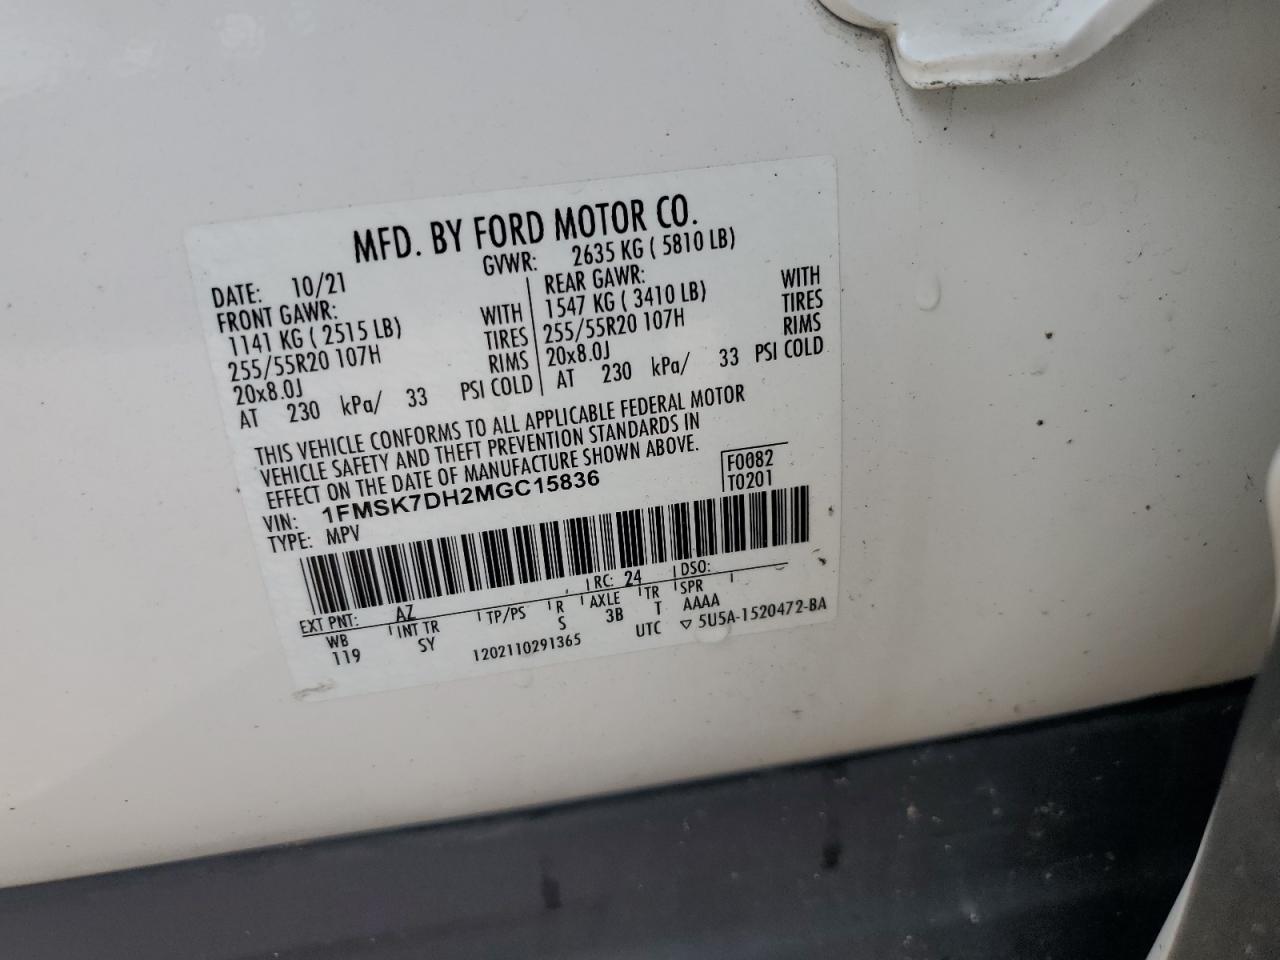 MFD. BY FORD MOTOR CO.
DATE: 10/21 GVWR: 2635 KG ( 5810 LB)
FRONT GAWR:
1141 KG ( 2515 LB) WITH
255/55R20 107H TIRES
20x8.0J RIMS
AT 230 kPa/ 33 PSI COLD
REAR GAWR:
1547 KG ( 3410 LB) WITH
255/55R20 107H TIRES
20x8.0J RIMS
AT 230 kPa/ 33 PSI COLD
THIS VEHICLE CONFORMS TO ALL APPLICABLE FEDERAL MOTOR
VEHICLE SAFETY AND THEFT PREVENTION STANDARDS IN
EFFECT ON THE DATE OF MANUFACTURE SHOWN ABOVE.
VIN: 1FMSK7DH2MGC15836
TYPE: MPV
F0082
T0201
EXT PNT: AZ RC: 24 DSO:
WB INT TR TP/PS R AXLE TR SPR
119 SY S 3B T AAAA
1202110291365 UTC ▽ 5U5A-1520472-BA